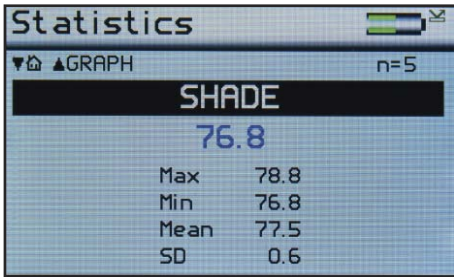 Statistics
▼⌂ ▲GRAPH n=5
SHADE
76.8
Max 78.8
Min 76.8
Mean 77.5
SD 0.6